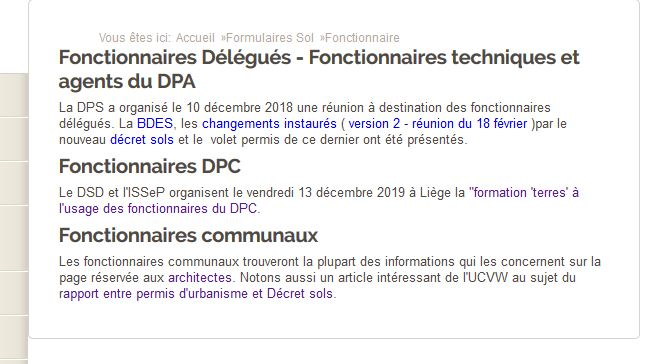 Vous êtes ici: Accueil »Formulaires Sol »Fonctionnaire
Fonctionnaires Délégués - Fonctionnaires techniques et
agents du DPA
La DPS a organisé le 10 décembre 2018 une réunion à destination des fonctionnaires
délégués. La BDES, les changements instaurés ( version 2 - réunion du 18 février )par le
nouveau décret sols et le volet permis de ce dernier ont été présentés.
Fonctionnaires DPC
Le DSD et l'ISSeP organisent le vendredi 13 décembre 2019 à Liège la "formation 'terres' à
l'usage des fonctionnaires du DPC.
Fonctionnaires communaux
Les fonctionnaires communaux trouveront la plupart des informations qui les concernent sur la
page réservée aux architectes. Notons aussi un article intéressant de l'UCVW au sujet du
rapport entre permis d'urbanisme et Décret sols.